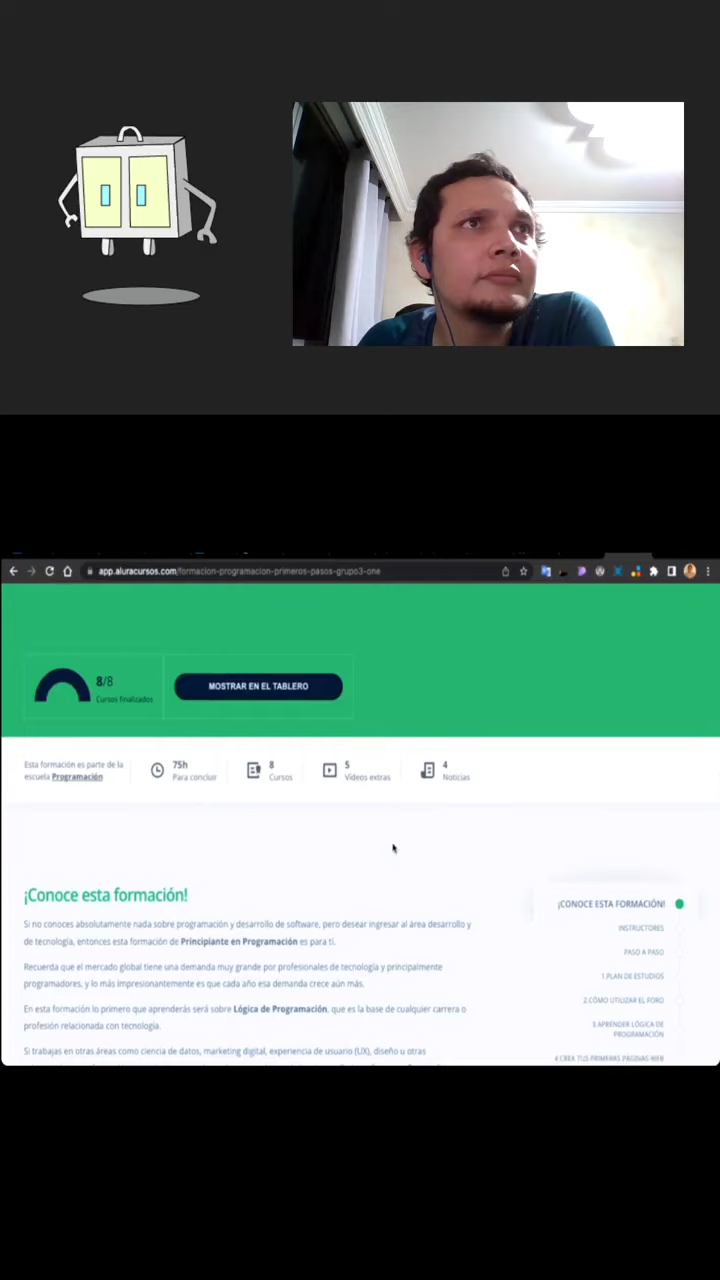 app.aluracursos.com/formacion-programacion-primeros-pasos-grupo3-one
8/8
Cursos finalizados
MOSTRAR EN EL TABLERO
Esta formación es parte de la
escuela Programación
75h
Para concluir
8
Cursos
5
Vídeos extras
4
Noticias
¡Conoce esta formación!
Si no conoces absolutamente nada sobre programación y desarrollo de software, pero desear ingresar al área desarrollo y
de tecnología, entonces esta formación de Principiante en Programación es para tí.
Recuerda que el mercado global tiene una demanda muy grande por profesionales de tecnología y principalmente
programadores, y lo más impresionantemente es que cada año esa demanda crece aún más.
En esta formación lo primero que aprenderás será sobre Lógica de Programación, que es la base de cualquier carrera o
profesión relacionada con tecnología.
Si trabajas en otras áreas como ciencia de datos, marketing digital, experiencia de usuario (UX), diseño u otras
¡CONOCE ESTA FORMACIÓN!
INSTRUCTORES
PASO A PASO
1.PLAN DE ESTUDIOS
2.CÓMO UTILIZAR EL FORO
3.APRENDER LÓGICA DE
PROGRAMACIÓN
4.CREA TUS PRIMERAS PÁGINAS WEB